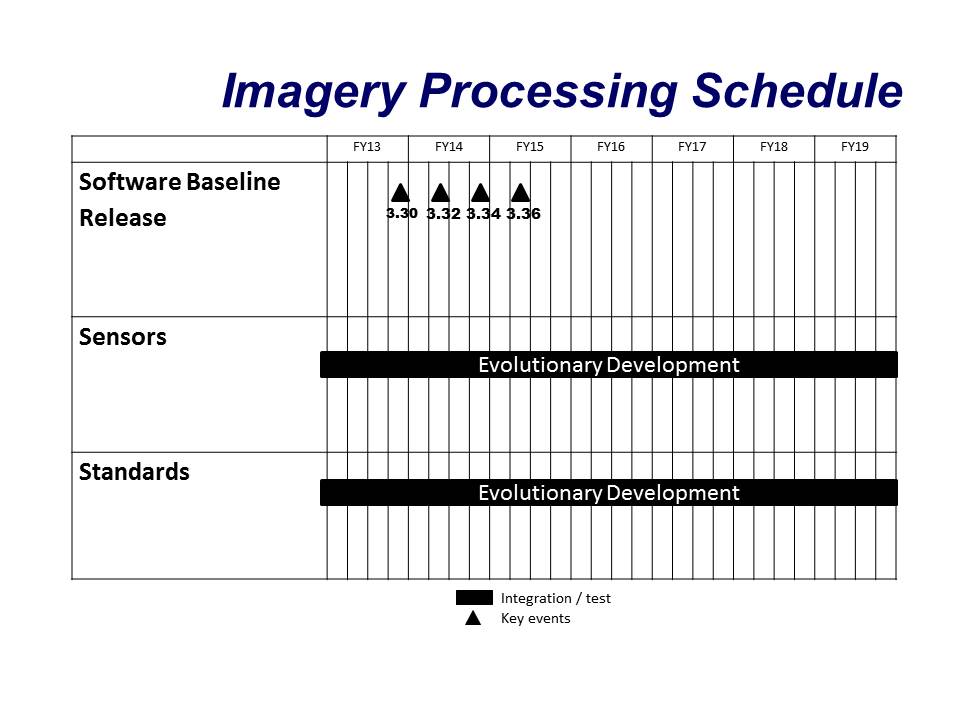 Imagery Processing Schedule
FY13 FY14 FY15 FY16 FY17 FY18 FY19
Software Baseline
Release
3.30 3.32 3.34 3.36
Sensors
Evolutionary Development
Standards
Evolutionary Development
Integration / test
Key events